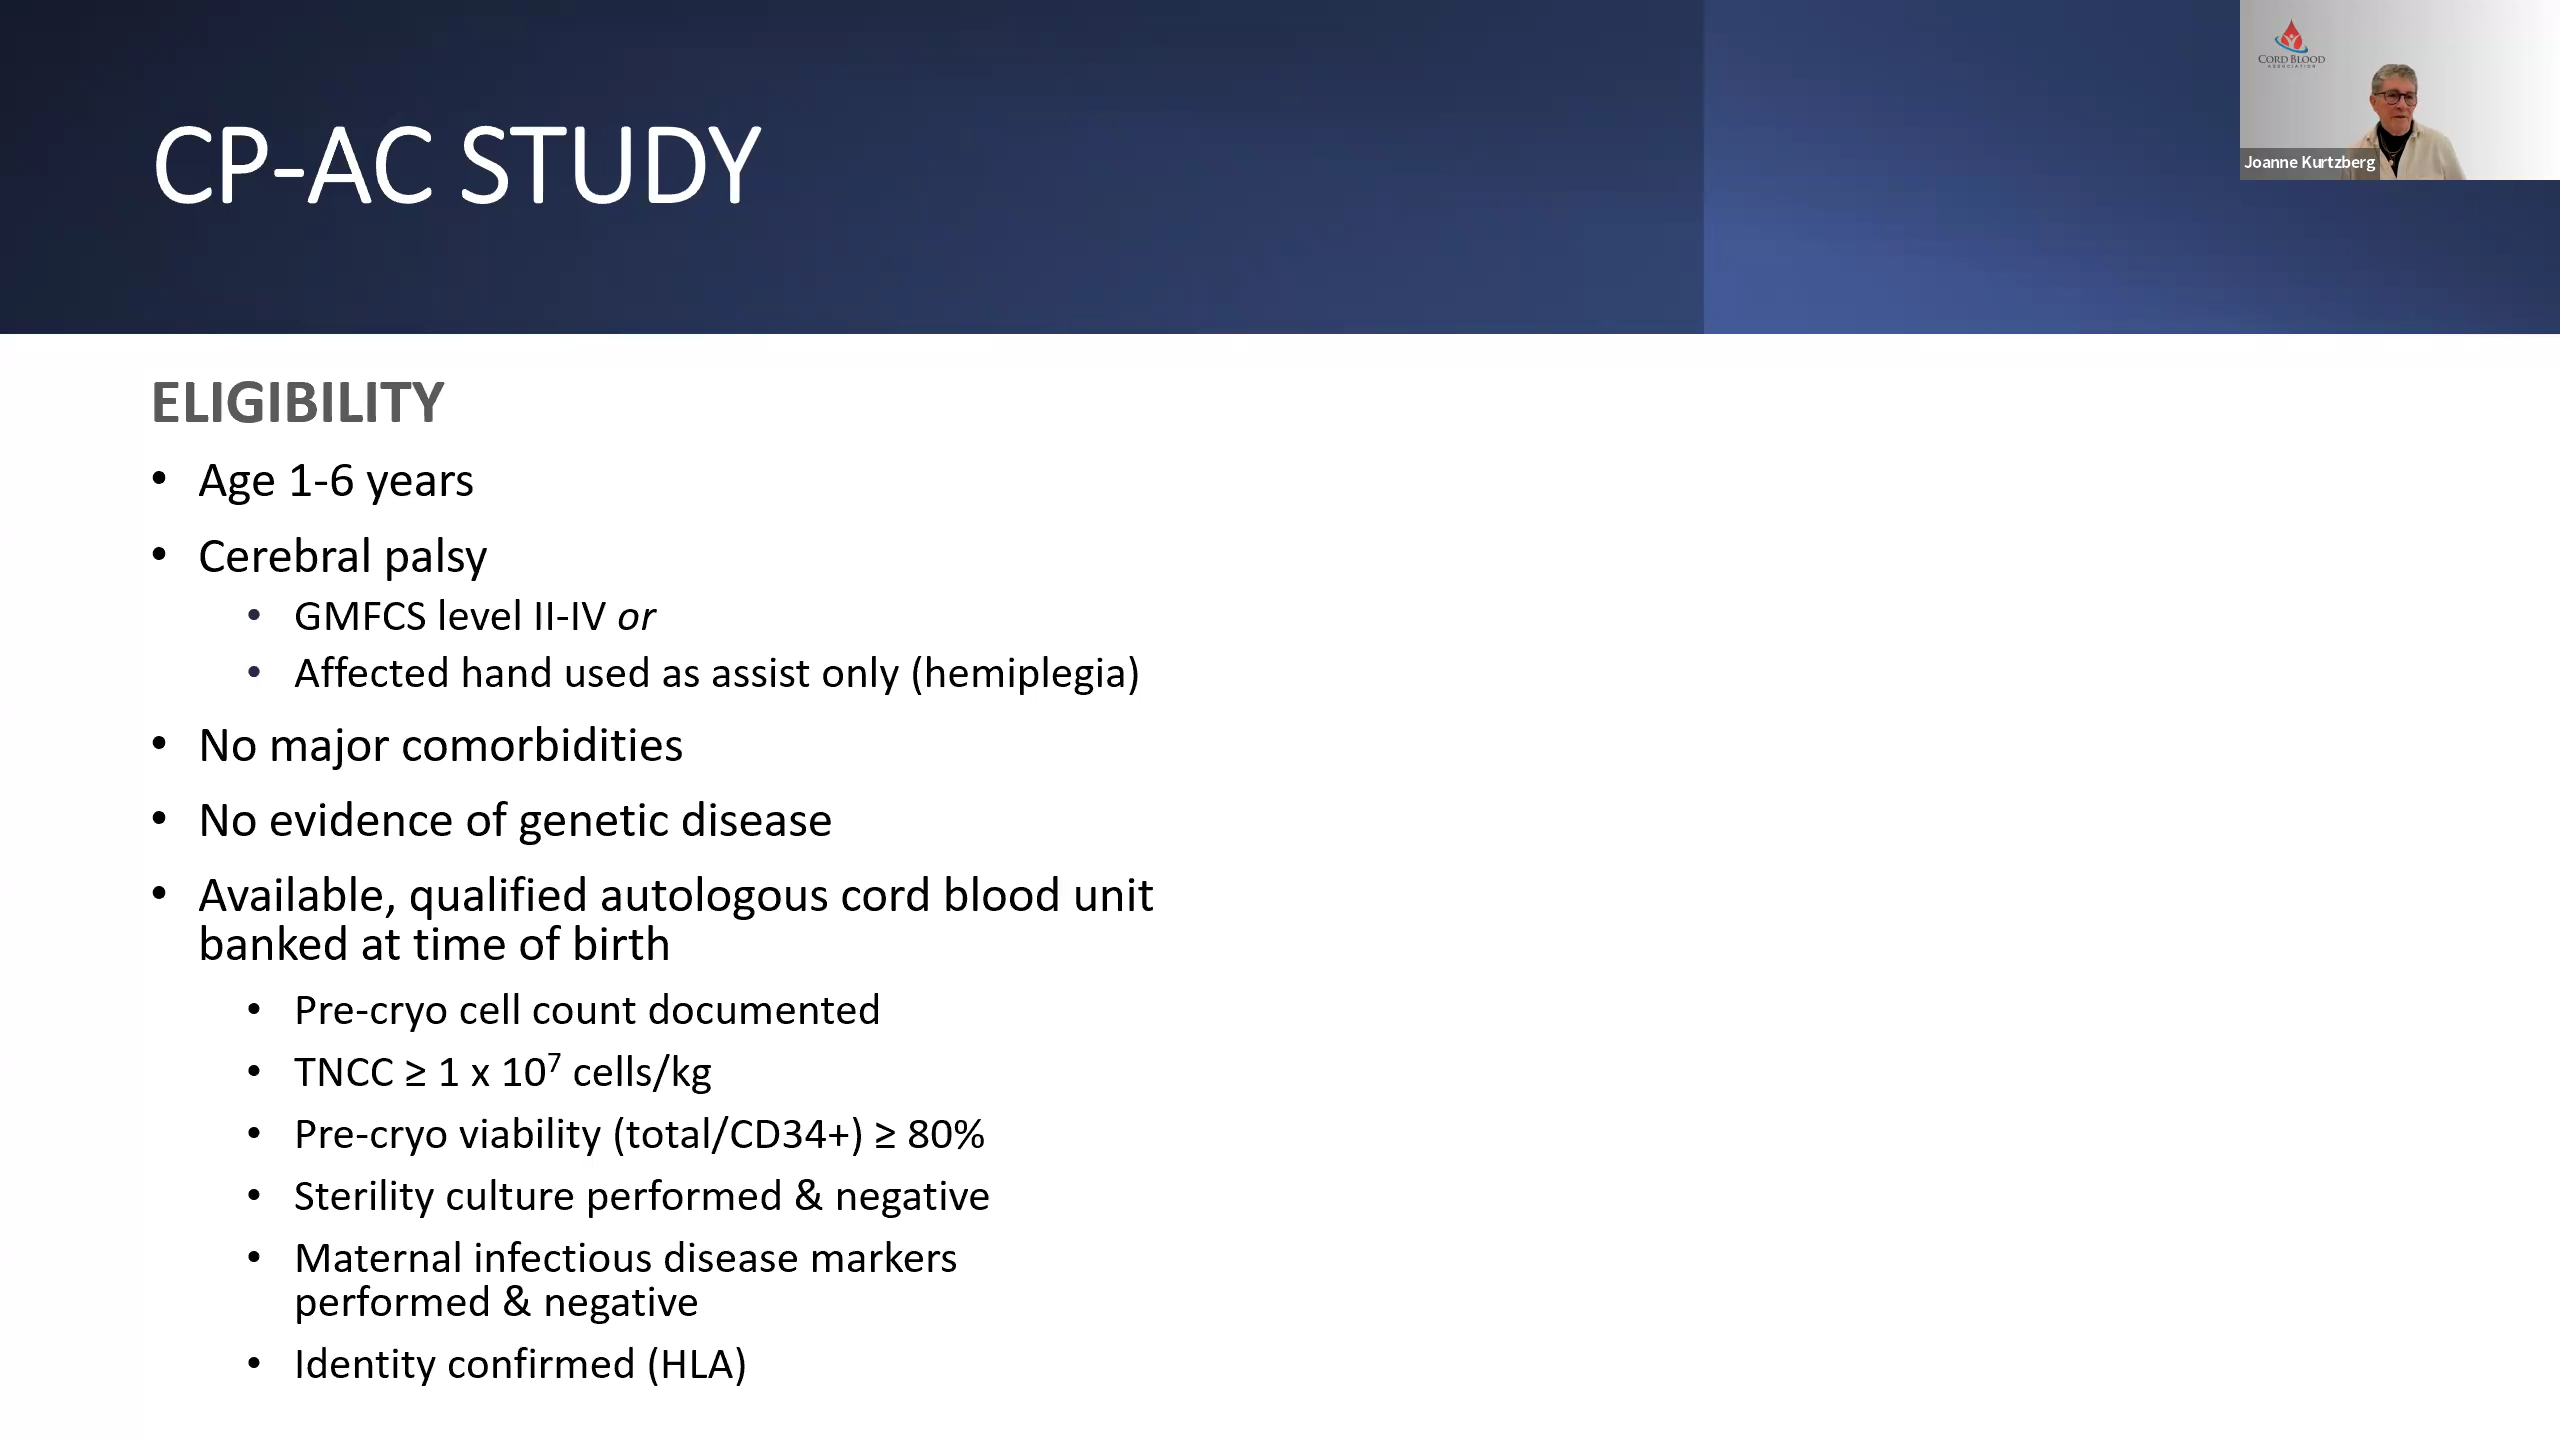 CP-AC STUDY
CORD BLOOD
ASSOCIATION
Joanne Kurtzberg
ELIGIBILITY
• Age 1-6 years
• Cerebral palsy
• GMFCS level II-IV or
• Affected hand used as assist only (hemiplegia)
• No major comorbidities
• No evidence of genetic disease
• Available, qualified autologous cord blood unit
banked at time of birth
• Pre-cryo cell count documented
• TNCC ≥ 1 x 10⁷ cells/kg
• Pre-cryo viability (total/CD34+) ≥ 80%
• Sterility culture performed & negative
• Maternal infectious disease markers
performed & negative
• Identity confirmed (HLA)